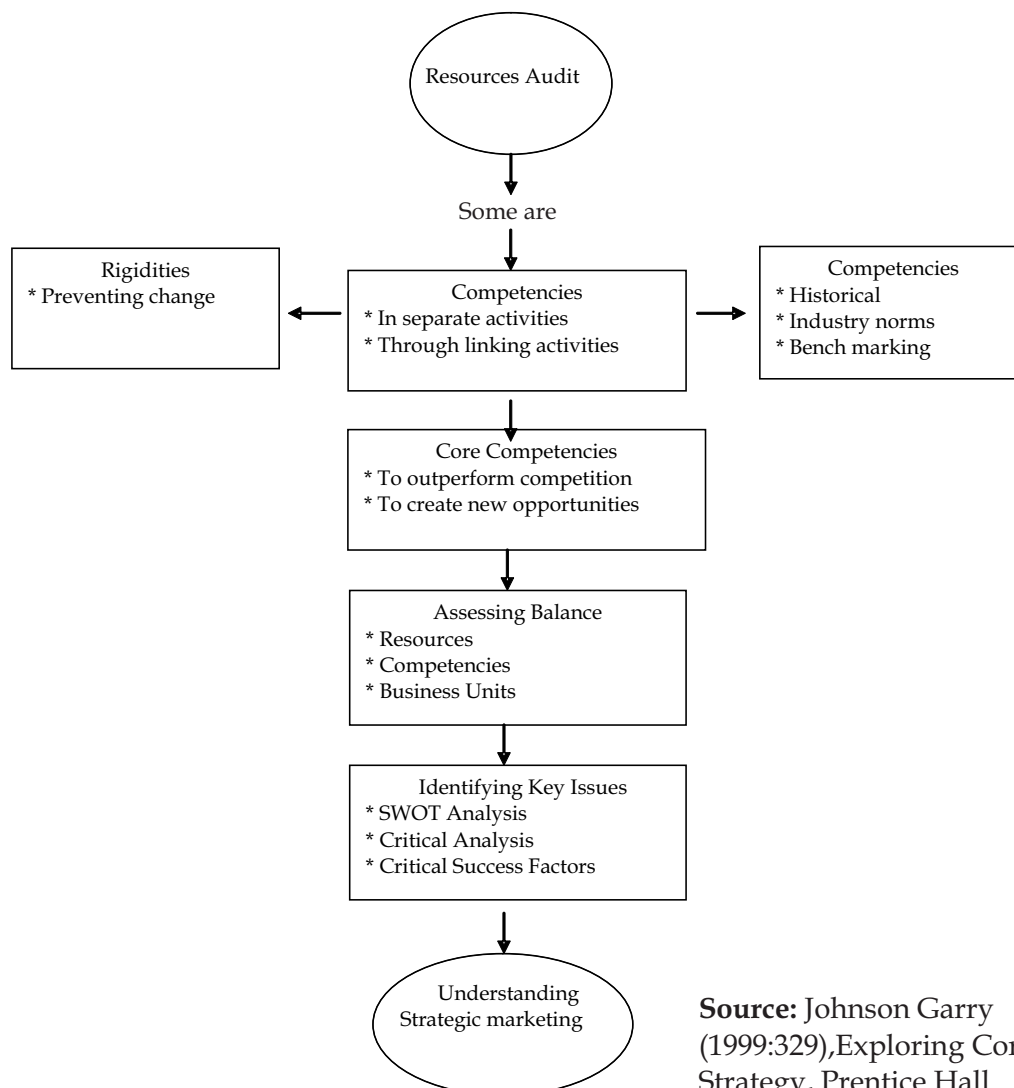 Resources Audit
Some are
Rigidities
* Preventing change
Competencies
* In separate activities
* Through linking activities
Competencies
* Historical
* Industry norms
* Bench marking
Core Competencies
* To outperform competition
* To create new opportunities
Assessing Balance
* Resources
* Competencies
* Business Units
Identifying Key Issues
* SWOT Analysis
* Critical Analysis
* Critical Success Factors
Understanding
Strategic marketing
Source: Johnson Garry
(1999:329),Exploring
Strategy, Prentice Hall